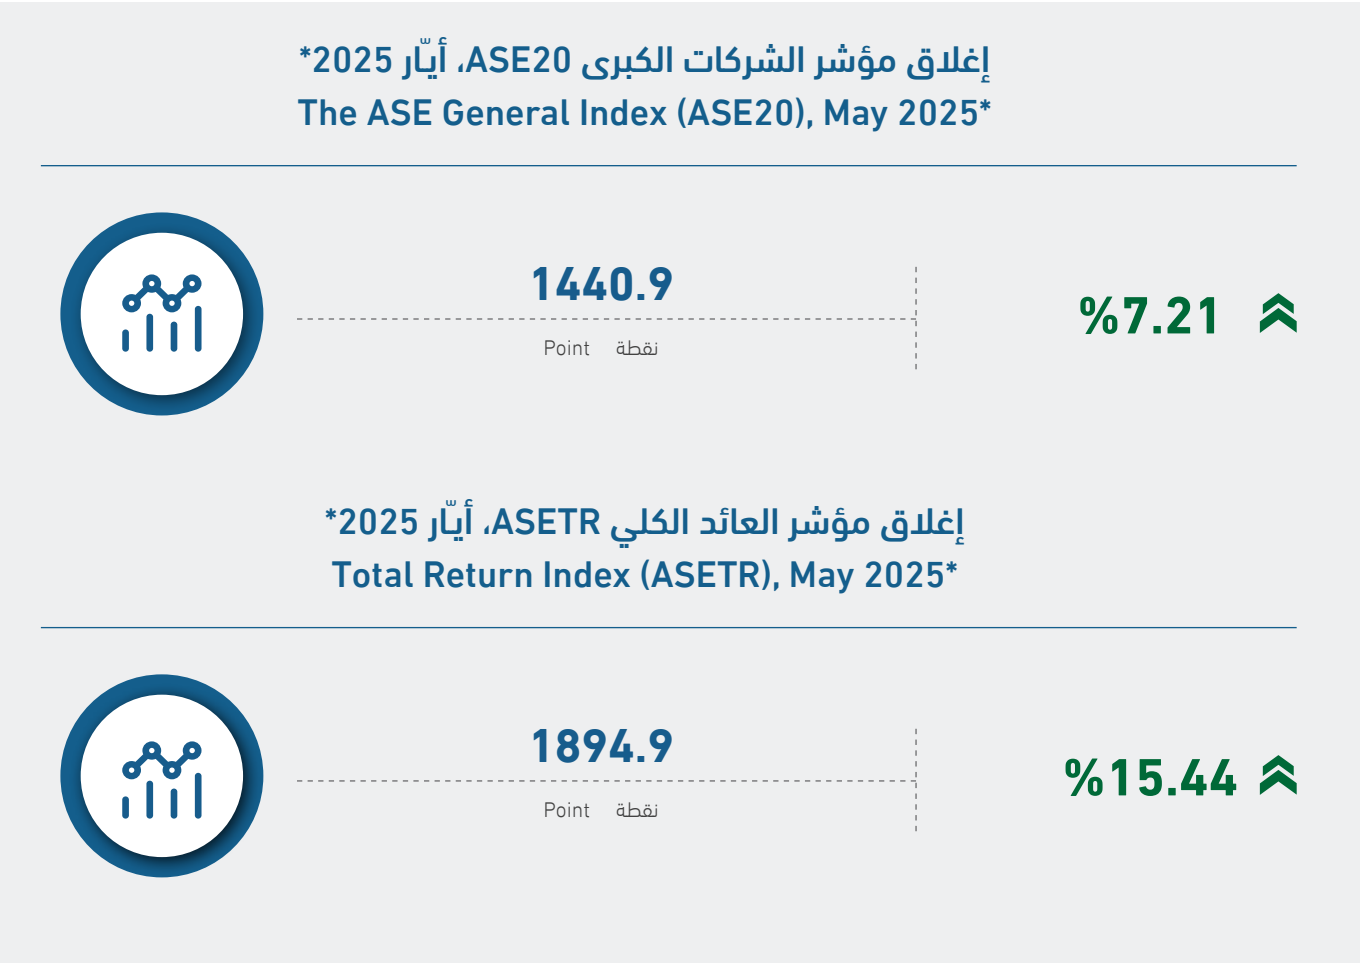 إغلاق مؤشر الشركات الكبرى ASE20، أيّار 2025*
The ASE General Index (ASE20), May 2025*
1440.9
Point نقطة
%7.21
إغلاق مؤشر العائد الكلي ASETR، أيّار 2025*
Total Return Index (ASETR), May 2025*
1894.9
Point نقطة
%15.44